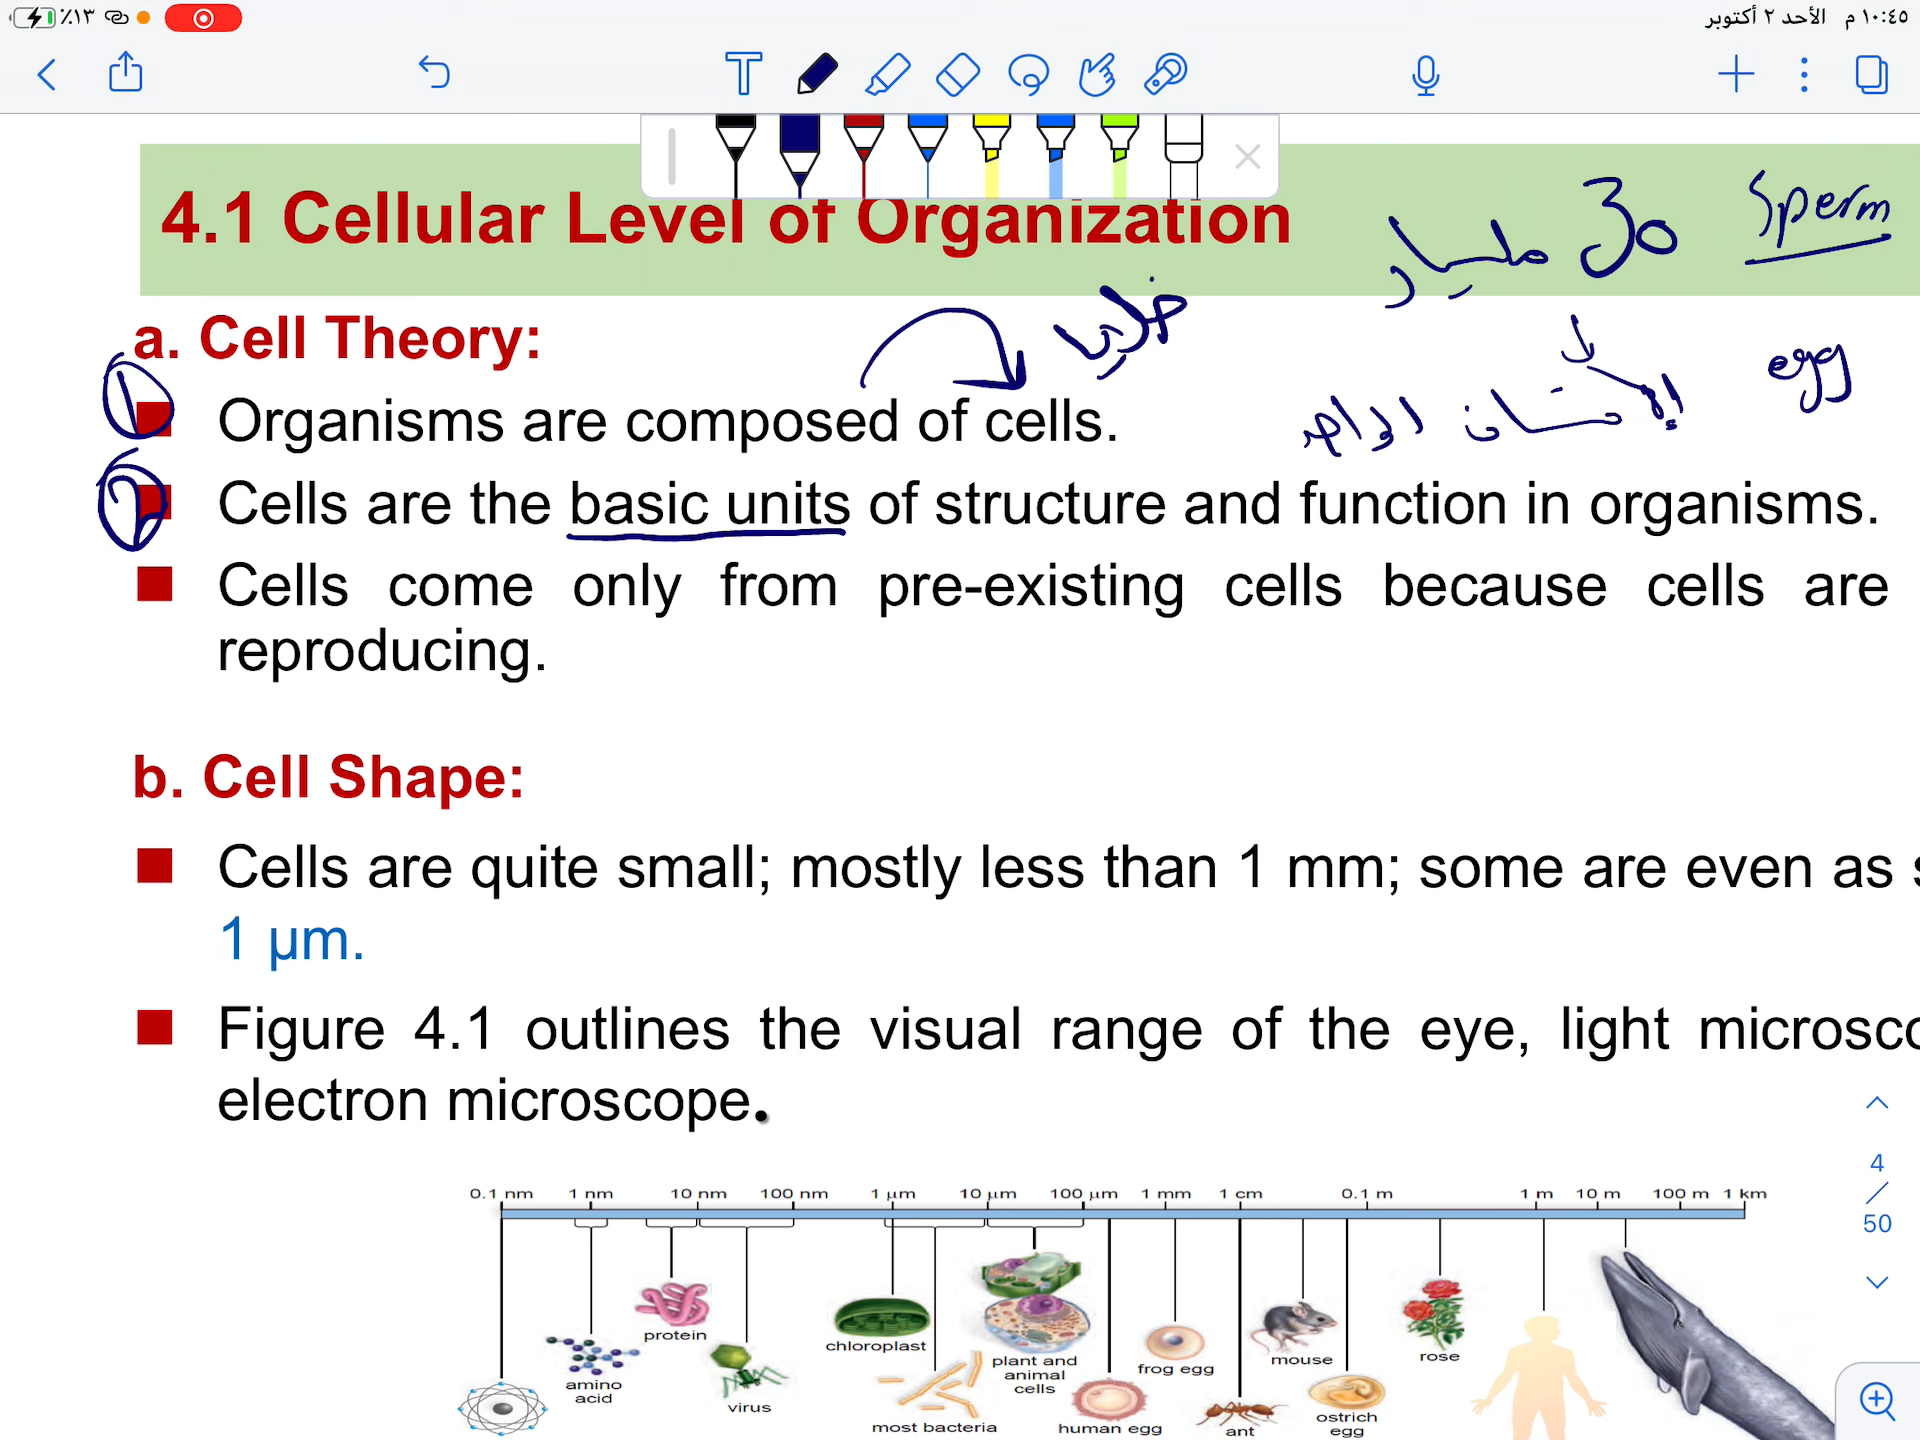 ٪١٣
١٠:٤٥ م الأحد ٢ أكتوبر
4.1 Cellular Level of Organization
30 مليار
Sperm
a. Cell Theory:
خلايا
egg
① Organisms are composed of cells.
الإنسان الواحد
② Cells are the basic units of structure and function in organisms.
Cells come only from pre-existing cells because cells are
reproducing.
b. Cell Shape:
Cells are quite small; mostly less than 1 mm; some are even as s
1 µm.
Figure 4.1 outlines the visual range of the eye, light microsco
electron microscope.
4
/
50
0.1 nm 1 nm 10 nm 100 nm 1 µm 10 µm 100 µm 1 mm 1 cm 0.1 m 1 m 10 m 100 m 1 km
protein
chloroplast
plant and
animal
cells
frog egg
mouse
rose
amino
acid
virus
most bacteria
human egg
ant
ostrich
egg